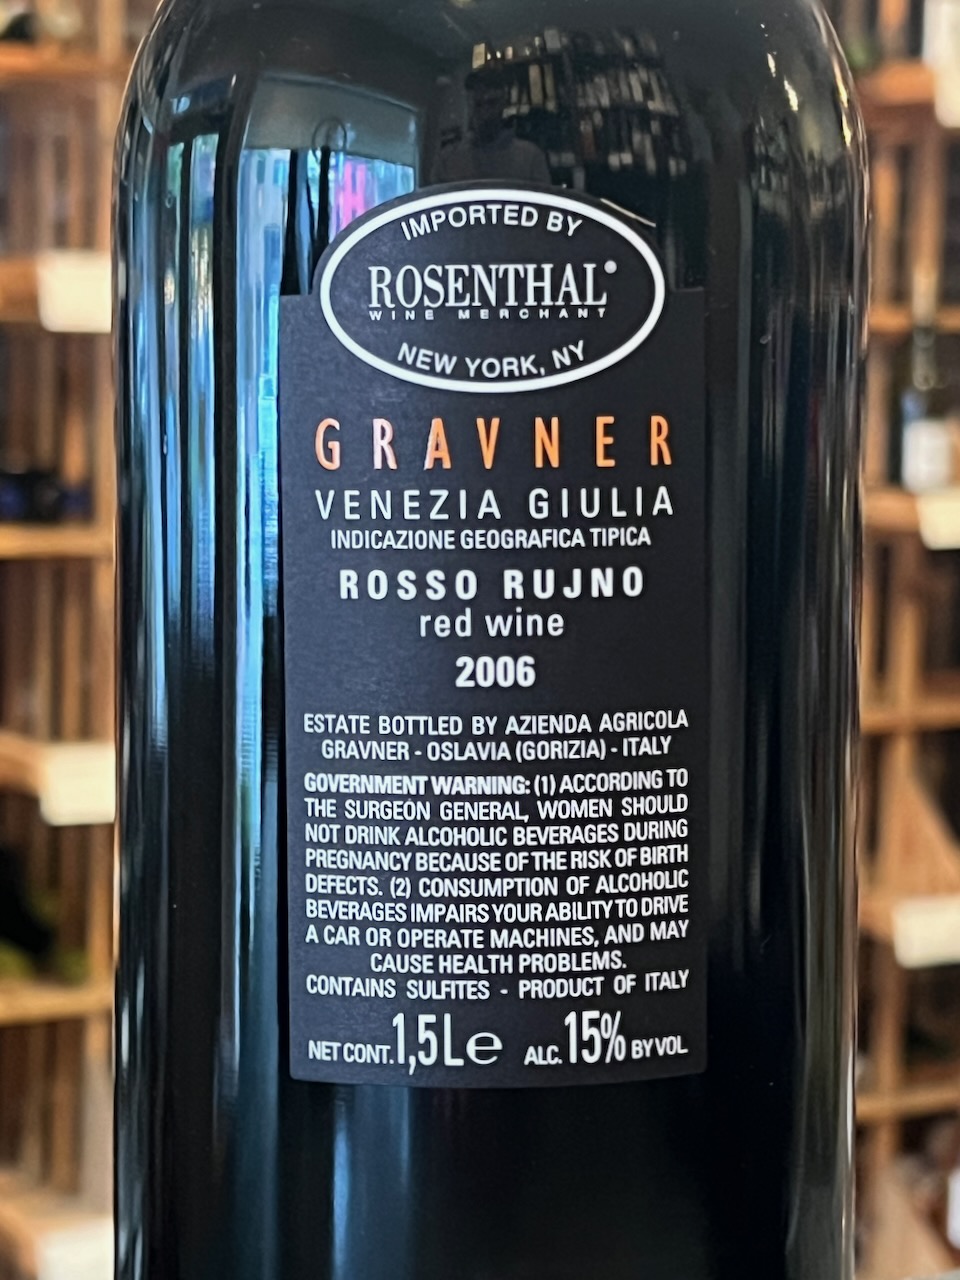 IMPORTED BY
ROSENTHAL
WINE MERCHANT
NEW YORK, NY
GRAVNER
VENEZIA GIULIA
INDICAZIONE GEOGRAFICA TIPICA
ROSSO RUJNO
red wine
2006
ESTATE BOTTLED BY AZIENDA AGRICOLA
GRAVNER - OSLAVIA (GORIZIA) - ITALY
GOVERNMENT WARNING: (1) ACCORDING TO
THE SURGEON GENERAL, WOMEN SHOULD
NOT DRINK ALCOHOLIC BEVERAGES DURING
PREGNANCY BECAUSE OF THE RISK OF BIRTH
DEFECTS. (2) CONSUMPTION OF ALCOHOLIC
BEVERAGES IMPAIRS YOUR ABILITY TO DRIVE
A CAR OR OPERATE MACHINES, AND MAY
CAUSE HEALTH PROBLEMS.
CONTAINS SULFITES - PRODUCT OF ITALY
NET CONT. 1,5 L e ALC. 15% BY VOL.